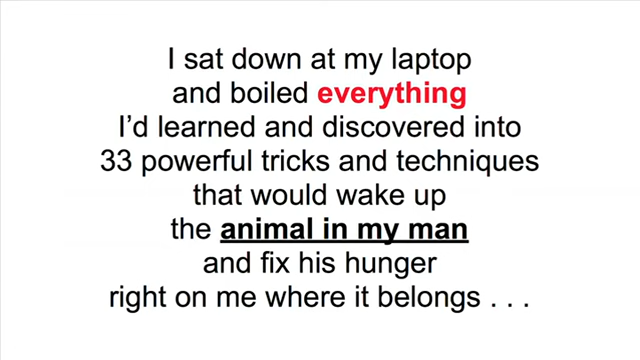 I sat down at my laptop
and boiled everything
I'd learned and discovered into
33 powerful tricks and techniques
that would wake up
the animal in my man
and fix his hunger
right on me where it belongs . . .